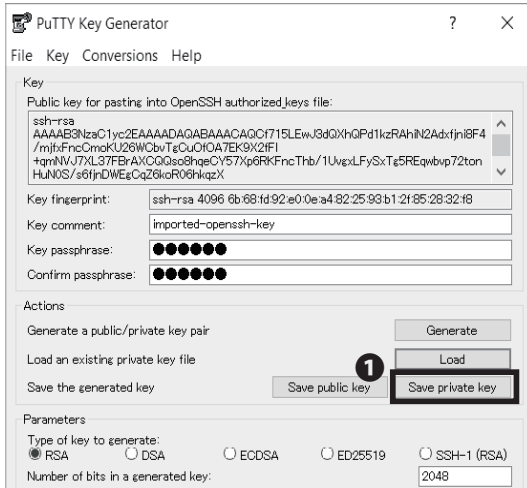 PuTTY Key Generator ? ×
File Key Conversions Help
Key
Public key for pasting into OpenSSH authorized_keys file:
ssh-rsa
AAAAB3NzaC1yc2EAAAADAQABAAACAQCf715LEwJ3dQXhQPd1kzRAhiN2Adxfjni8F4
/mjfxFncCmoKU26WCbvTgCuOfOA7EK9X2fFI
+qmNVJ7XL37FBrAXCQQso8hqeCY57Xp6RKFncThb/1UvgxLFySxTg5REqwbvp72ton
HuN0S/s6fjnDWEgCqZ6koR06hkqzX
Key fingerprint: ssh-rsa 4096 6b:68:fd:92:e0:0e:a4:82:25:93:b1:2f:85:28:32:f8
Key comment: imported-openssh-key
Key passphrase: ●●●●●●
Confirm passphrase: ●●●●●●
Actions
Generate a public/private key pair Generate
Load an existing private key file Load
❶
Save the generated key Save public key Save private key
Parameters
Type of key to generate:
RSA DSA ECDSA ED25519 SSH-1 (RSA)
Number of bits in a generated key: 2048